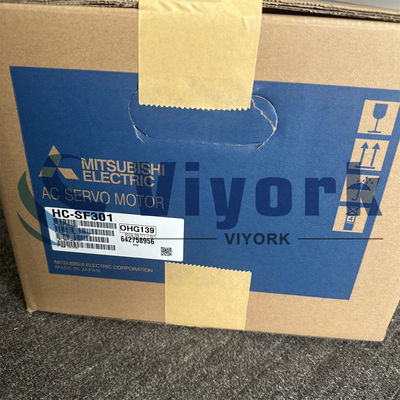 MITSUBISHI
ELECTRIC
AC SERVO MOTOR
HC-SF301
OHG139
642758956
MITSUBISHI ELECTRIC CORPORATION
MADE IN JAPAN
Viyork
VIYORK